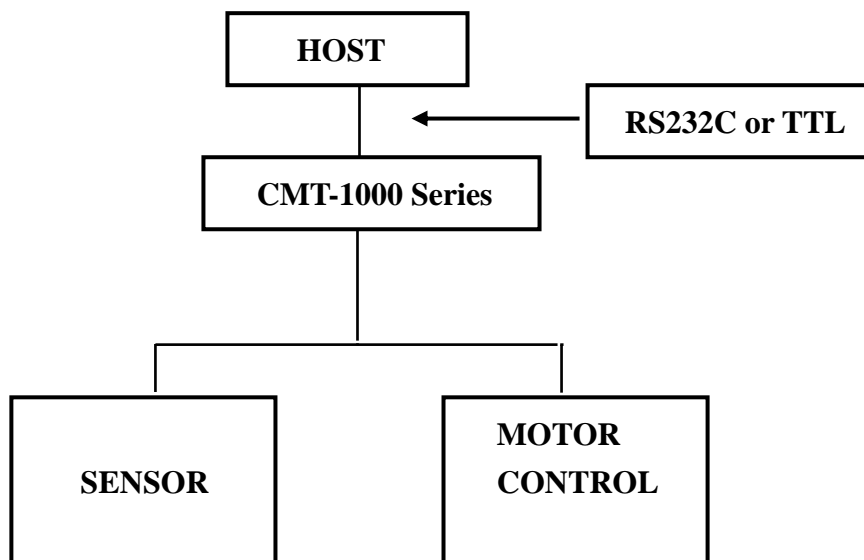 HOST
RS232C or TTL
CMT-1000 Series
SENSOR
MOTOR
CONTROL